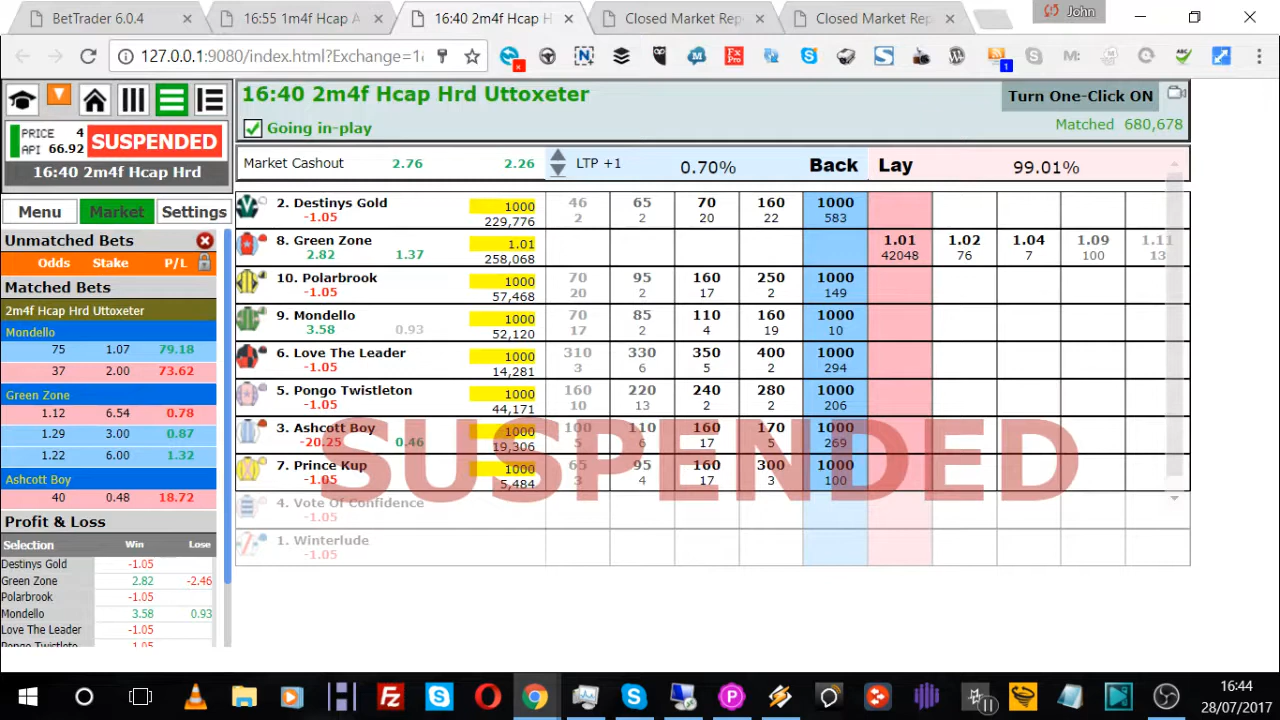 BetTrader 6.0.4
16:55 1m4f Hcap A
16:40 2m4f Hcap H
Closed Market Rep
Closed Market Rep
John
127.0.0.1:9080/index.html?Exchange=1
PRICE 4
API 66.92
SUSPENDED
16:40 2m4f Hcap Hrd
16:40 2m4f Hcap Hrd Uttoxeter
Going in-play
Turn One-Click ON
Matched 680,678
Market Cashout 2.76 2.26 LTP +1 0.70% Back Lay 99.01%
Menu Market Settings
Unmatched Bets
Odds Stake P/L
Matched Bets
2m4f Hcap Hrd Uttoxeter
Mondello
75 1.07 79.18
37 2.00 73.62
Green Zone
1.12 6.54 0.78
1.29 3.00 0.87
1.22 6.00 1.32
Ashcott Boy
40 0.48 18.72
Profit & Loss
Selection Win Lose
Destinys Gold -1.05
Green Zone 2.82 -2.46
Polarbrook -1.05
Mondello 3.58 0.93
Love The Leader -1.05
Pongo Twistleto -1.05
2. Destinys Gold 1000 46 65 70 160 1000
-1.05 229,776 2 2 20 22 583
8. Green Zone 1.01 1.01 1.02 1.04 1.09 1.11
2.82 1.37 258,068 42048 76 7 100 13
10. Polarbrook 1000 70 95 160 250 1000
-1.05 57,468 20 2 17 2 149
9. Mondello 1000 70 85 110 160 1000
3.58 0.93 52,120 17 2 4 19 10
6. Love The Leader 1000 310 330 350 400 1000
-1.05 14,281 3 6 5 2 294
5. Pongo Twistleton 1000 160 220 240 280 1000
-1.05 44,171 10 13 2 2 206
3. Ashcott Boy 1000 100 110 160 170 1000
-20.25 0.46 19,306 5 6 17 5 269
7. Prince Kup 1000 65 95 160 300 1000
-1.05 5,484 3 4 17 3 100
4. Vote Of Confidence
-1.05
1. Winterlude
-1.05
SUSPENDED
16:44
28/07/2017